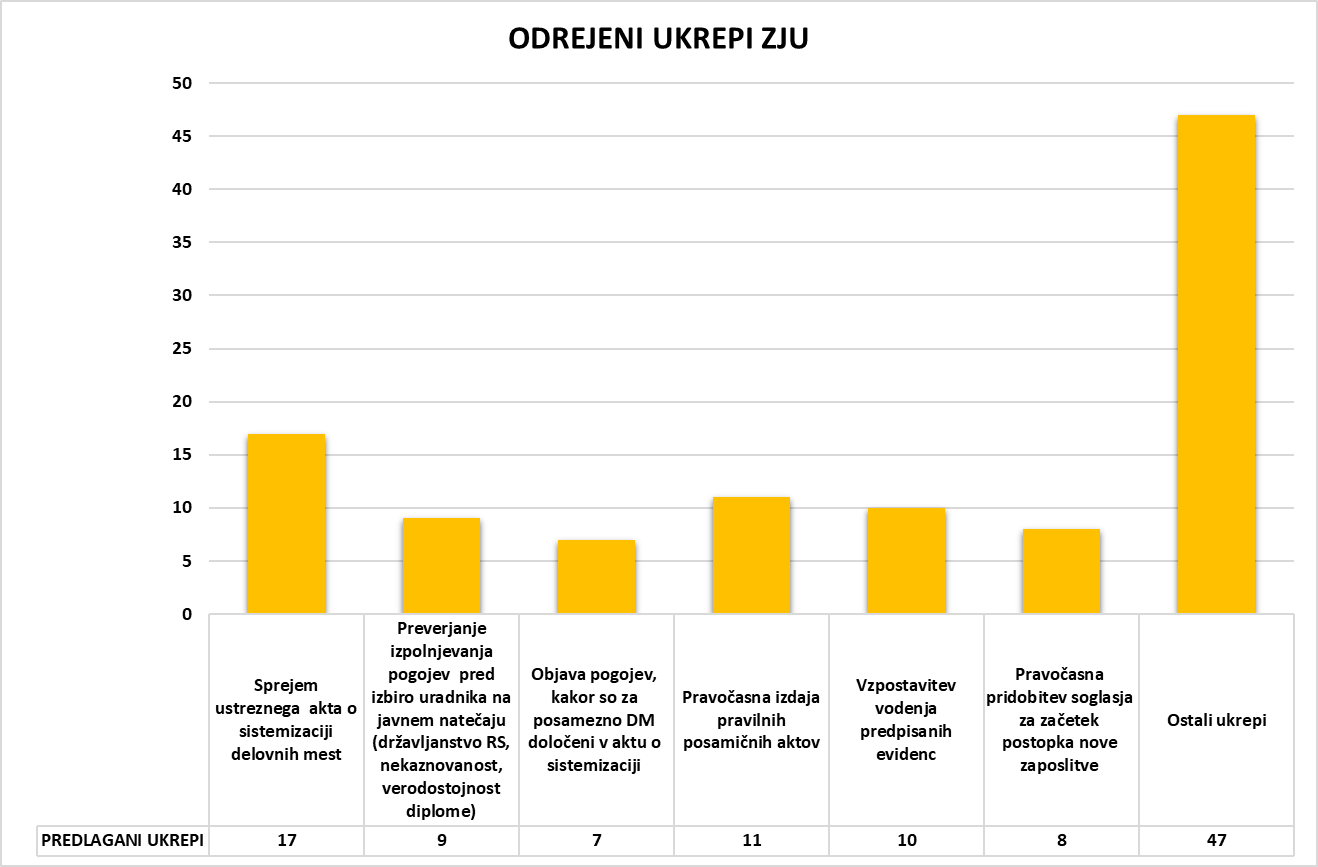 ODREJENI UKREPI ZJU
50
45
40
35
30
25
20
15
10
5
0
Sprejem
ustreznega akta o
sistemizaciji
delovnih mest
Preverjanje
izpolnjevanja
pogojev pred
izbiro uradnika na
javnem natečaju
(državljanstvo RS,
nekaznovanost,
verodostojnost
diplome)
Objava pogojev,
kakor so za
posamezno DM
določeni v aktu o
sistemizaciji
Pravočasna izdaja
pravilnih
posamičnih aktov
Vzpostavitev
vodenja
predpisanih
evidenc
Pravočasna
pridobitev soglasja
za začetek
postopka nove
zaposlitve
Ostali ukrepi
PREDLAGANI UKREPI 17 9 7 11 10 8 47